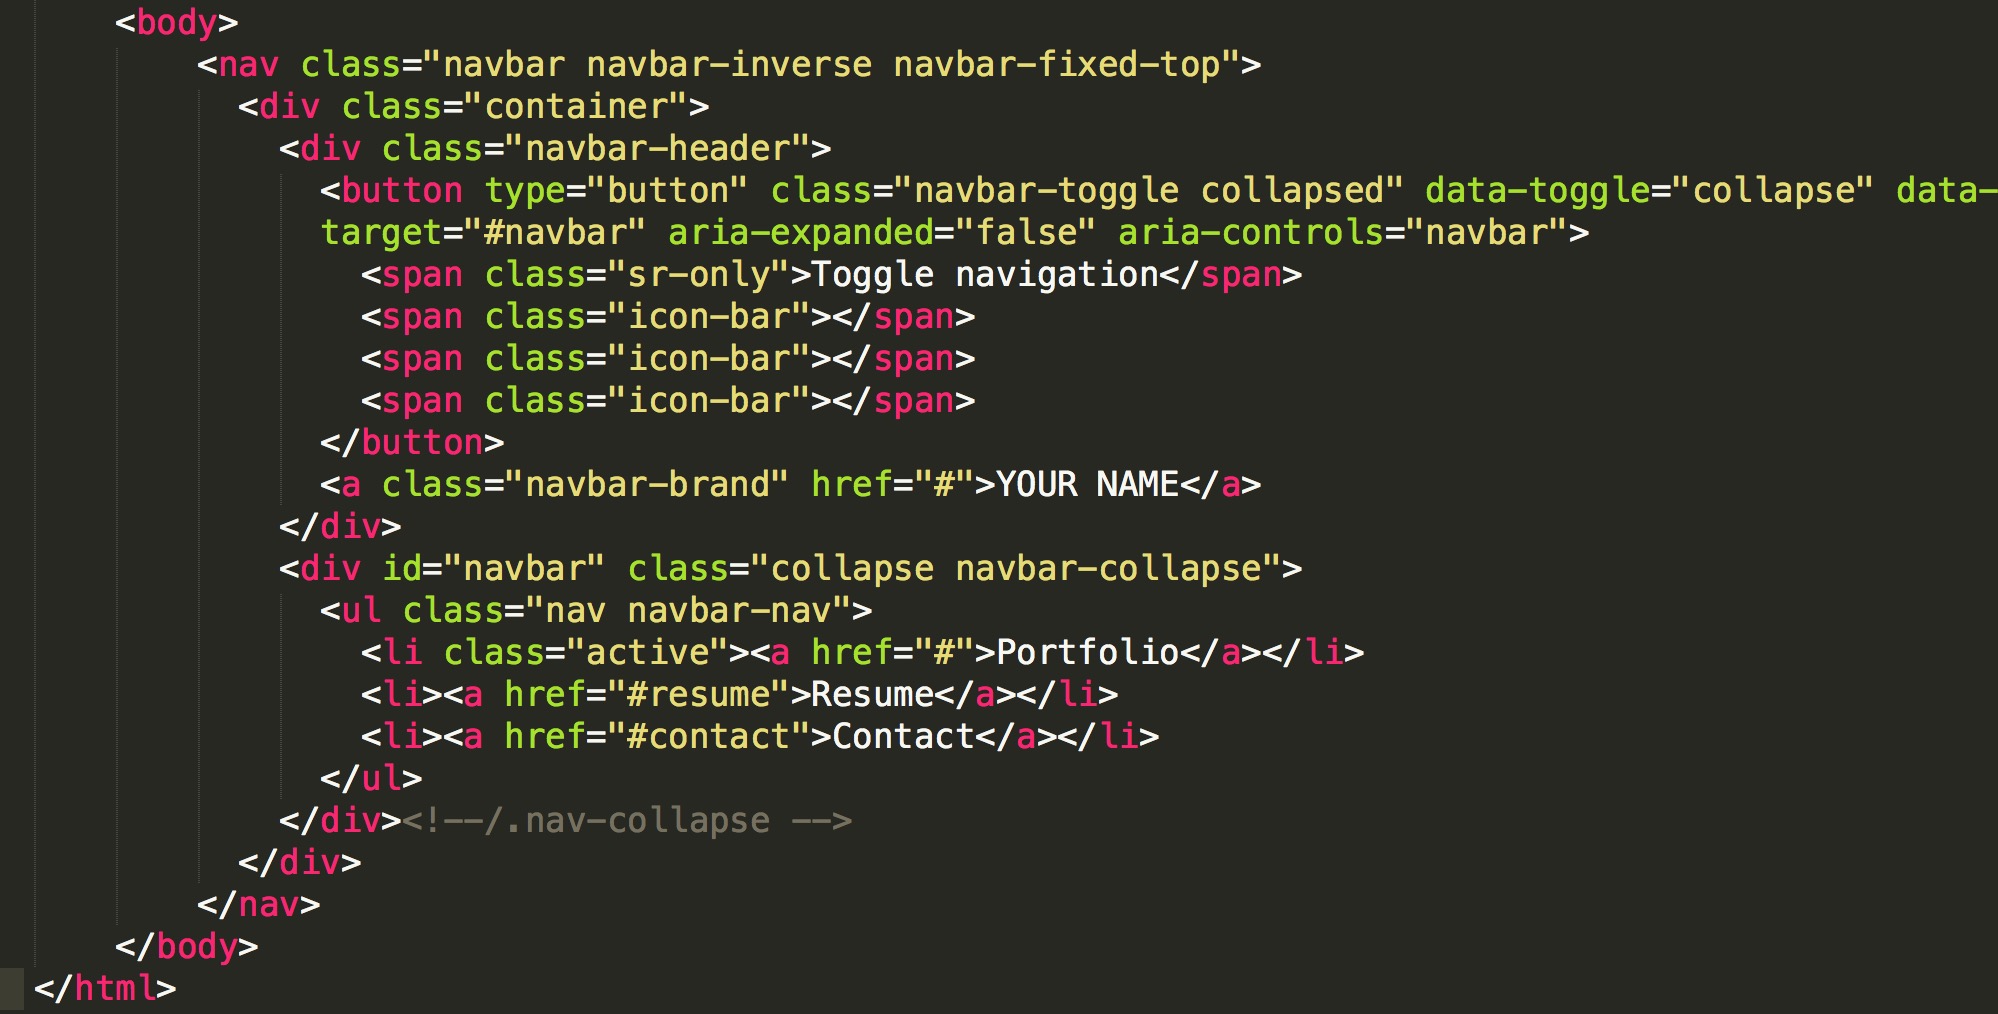 <body>
<nav class="navbar navbar-inverse navbar-fixed-top">
<div class="container">
<div class="navbar-header">
<button type="button" class="navbar-toggle collapsed" data-toggle="collapse" data-
target="#navbar" aria-expanded="false" aria-controls="navbar">
<span class="sr-only">Toggle navigation</span>
<span class="icon-bar"></span>
<span class="icon-bar"></span>
<span class="icon-bar"></span>
</button>
<a class="navbar-brand" href="#">YOUR NAME</a>
</div>
<div id="navbar" class="collapse navbar-collapse">
<ul class="nav navbar-nav">
<li class="active"><a href="#">Portfolio</a></li>
<li><a href="#resume">Resume</a></li>
<li><a href="#contact">Contact</a></li>
</ul>
</div><!--/.nav-collapse -->
</div>
</nav>
</body>
</html>